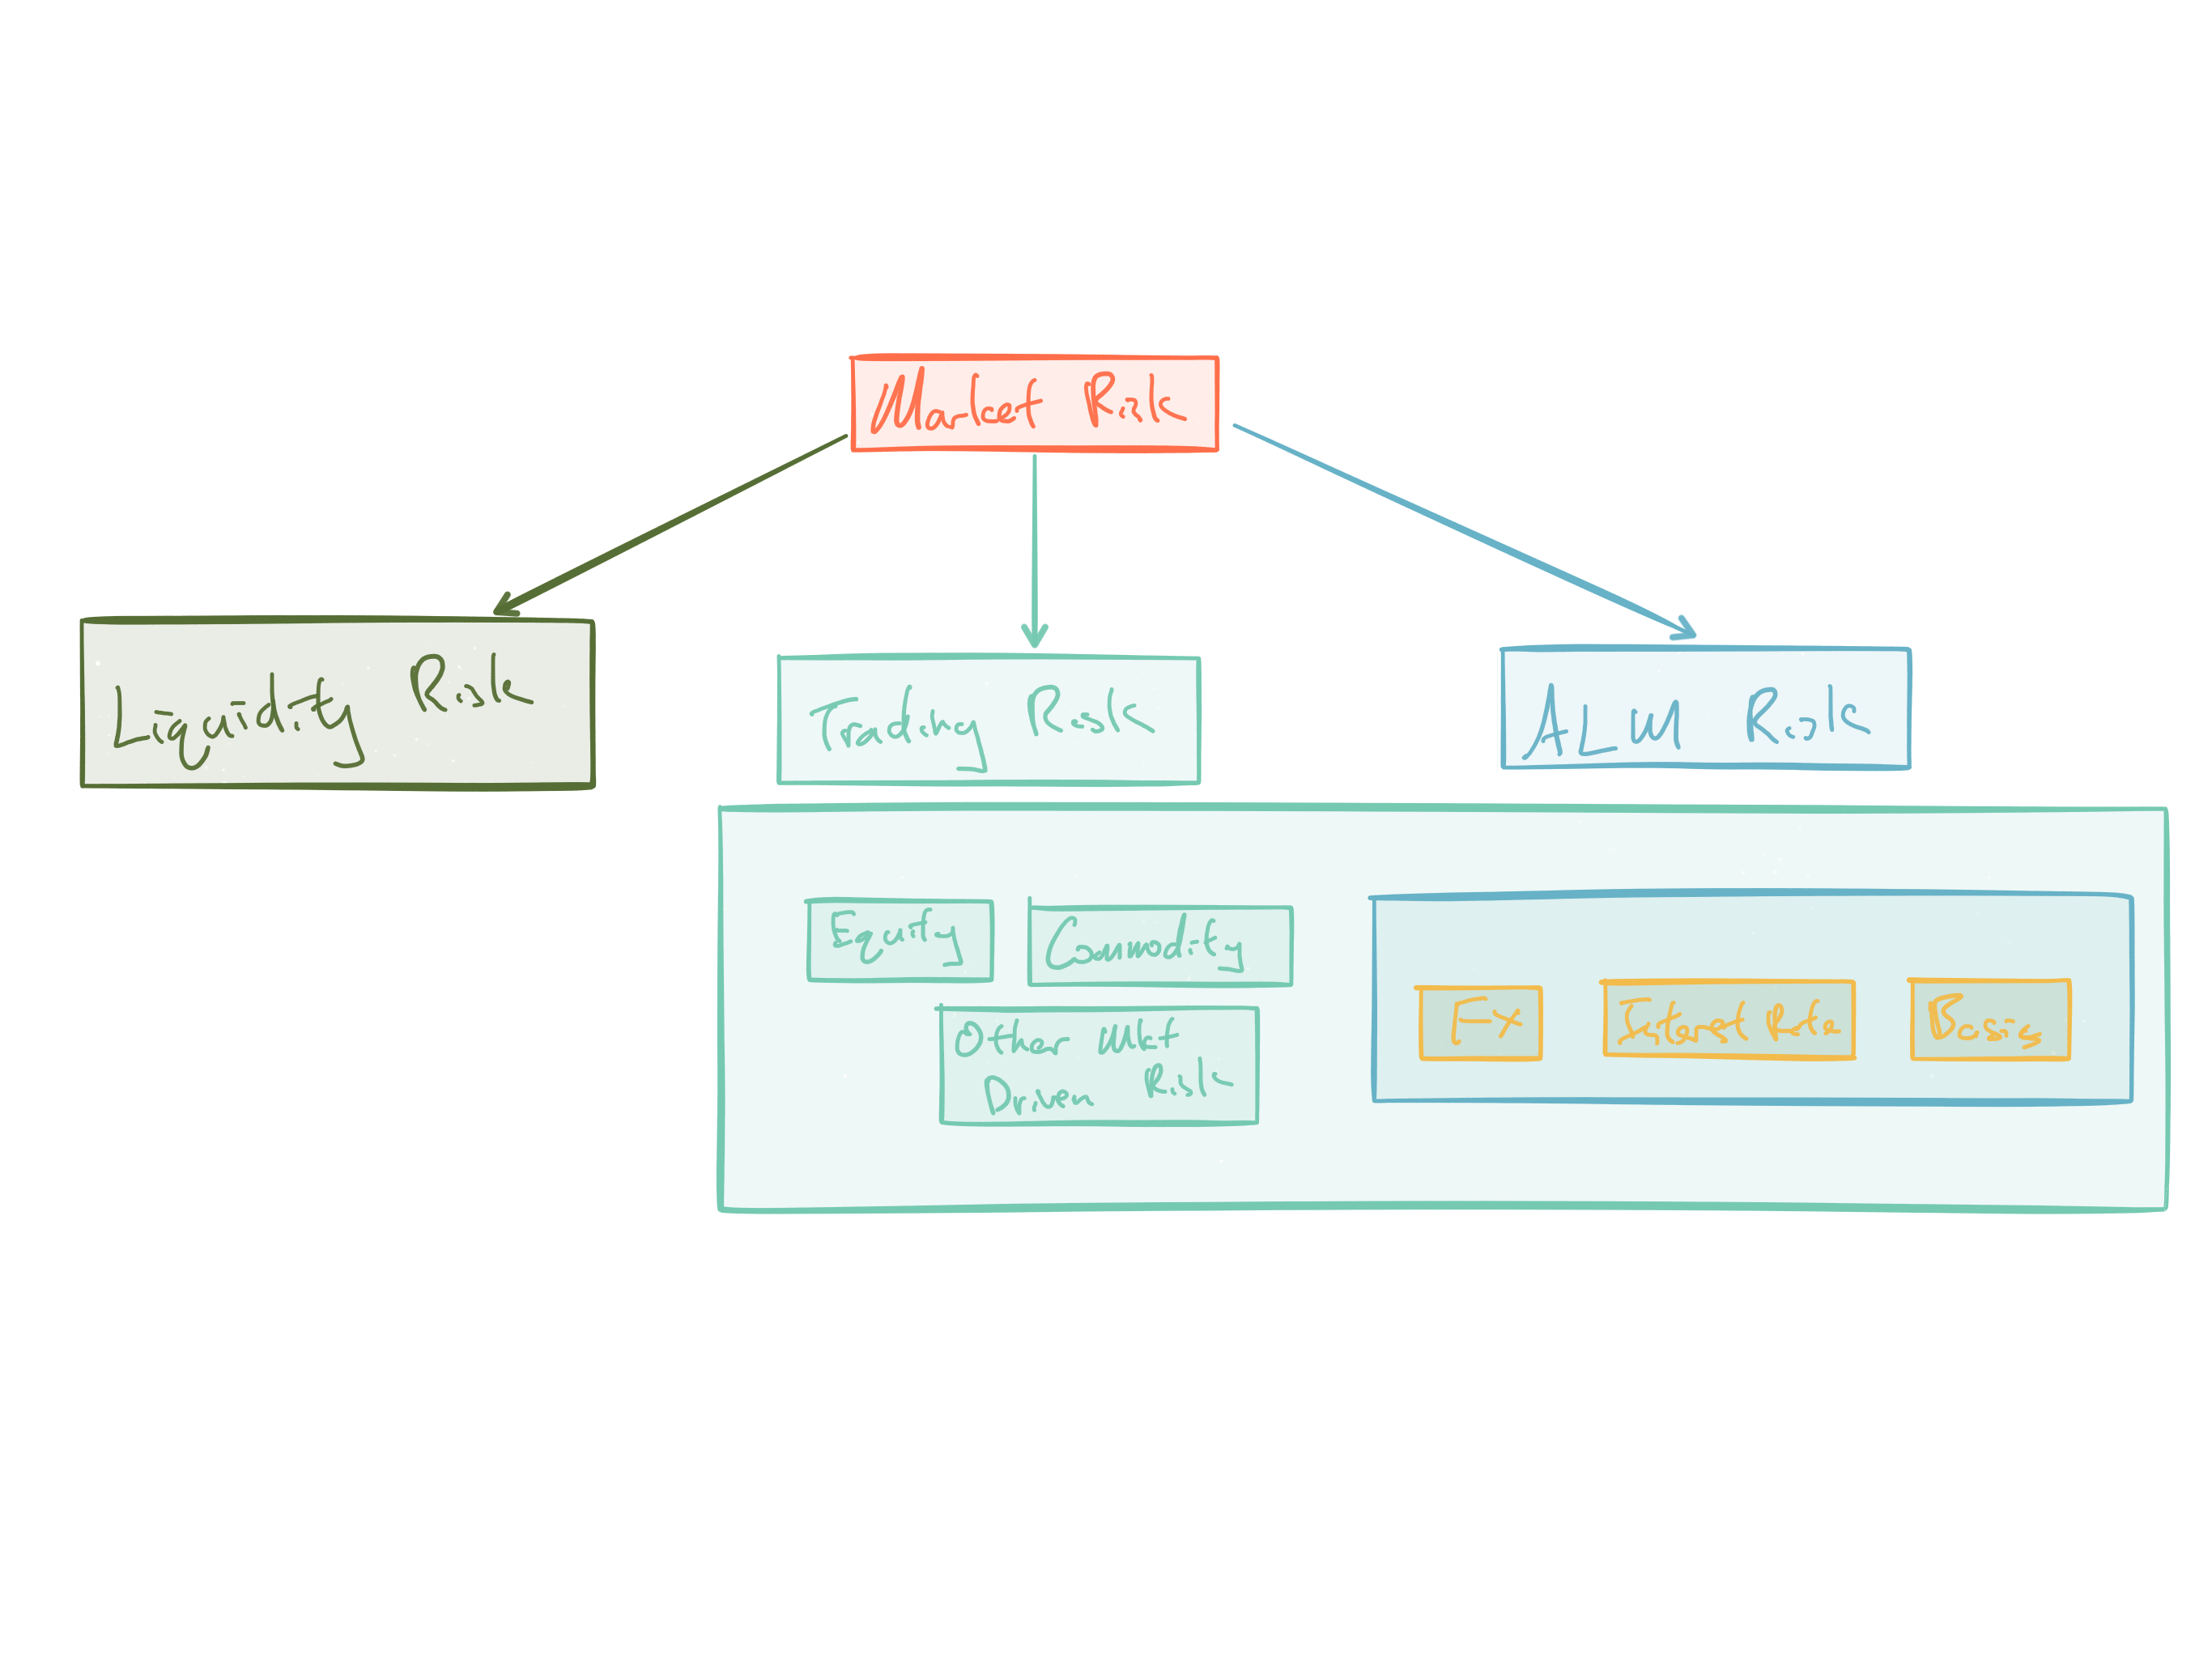 Market Risk
Liquidity Risk
Trading Risk
ALM Risk
Equity
Commodity
FX
Interest Rate
Basis
Other Mkt
Driven Risk